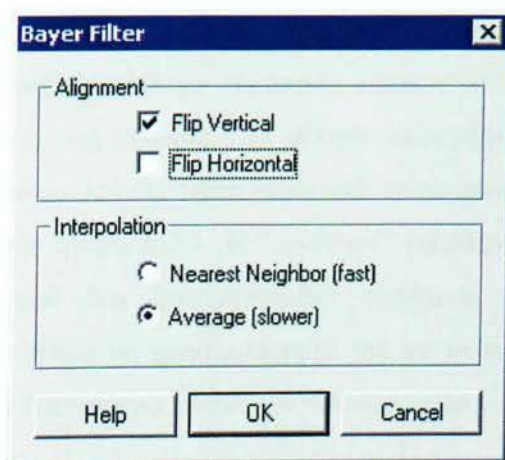 Bayer Filter
Alignment
Flip Vertical
Flip Horizontal
Interpolation
Nearest Neighbor (fast)
Average (slower)
Help OK Cancel